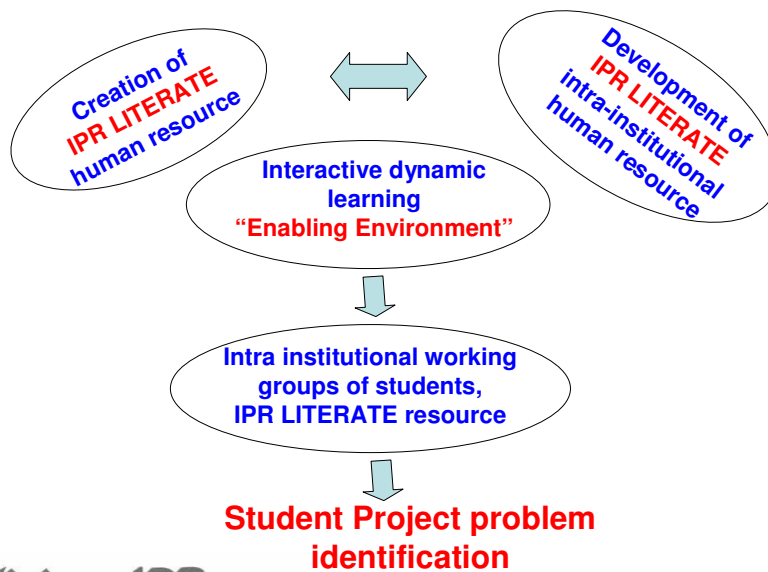 Creation of
IPR LITERATE
human resource
Development of
IPR LITERATE
intra-institutional
human resource
Interactive dynamic
learning
“Enabling Environment”
Intra institutional working
groups of students,
IPR LITERATE resource
Student Project problem
identification